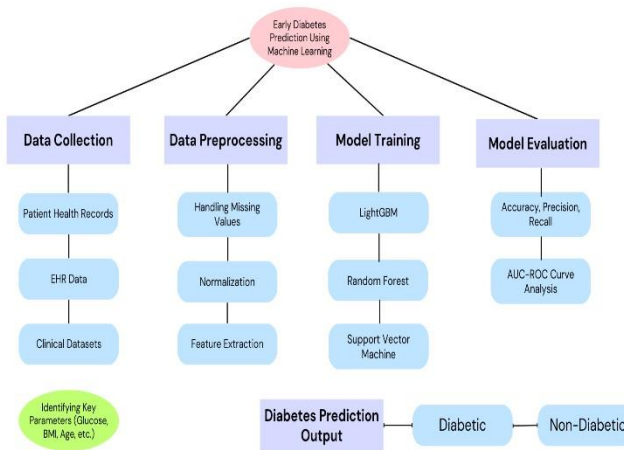 Early Diabetes
Prediction Using
Machine Learning
Data Collection
Data Preprocessing
Model Training
Model Evaluation
Patient Health Records
Handling Missing
Values
LightGBM
Accuracy, Precision,
Recall
EHR Data
Normalization
Random Forest
AUC-ROC Curve
Analysis
Clinical Datasets
Feature Extraction
Support Vector
Machine
Identifying Key
Parameters (Glucose,
BMI, Age, etc.)
Diabetes Prediction
Output
Diabetic
Non-Diabetic